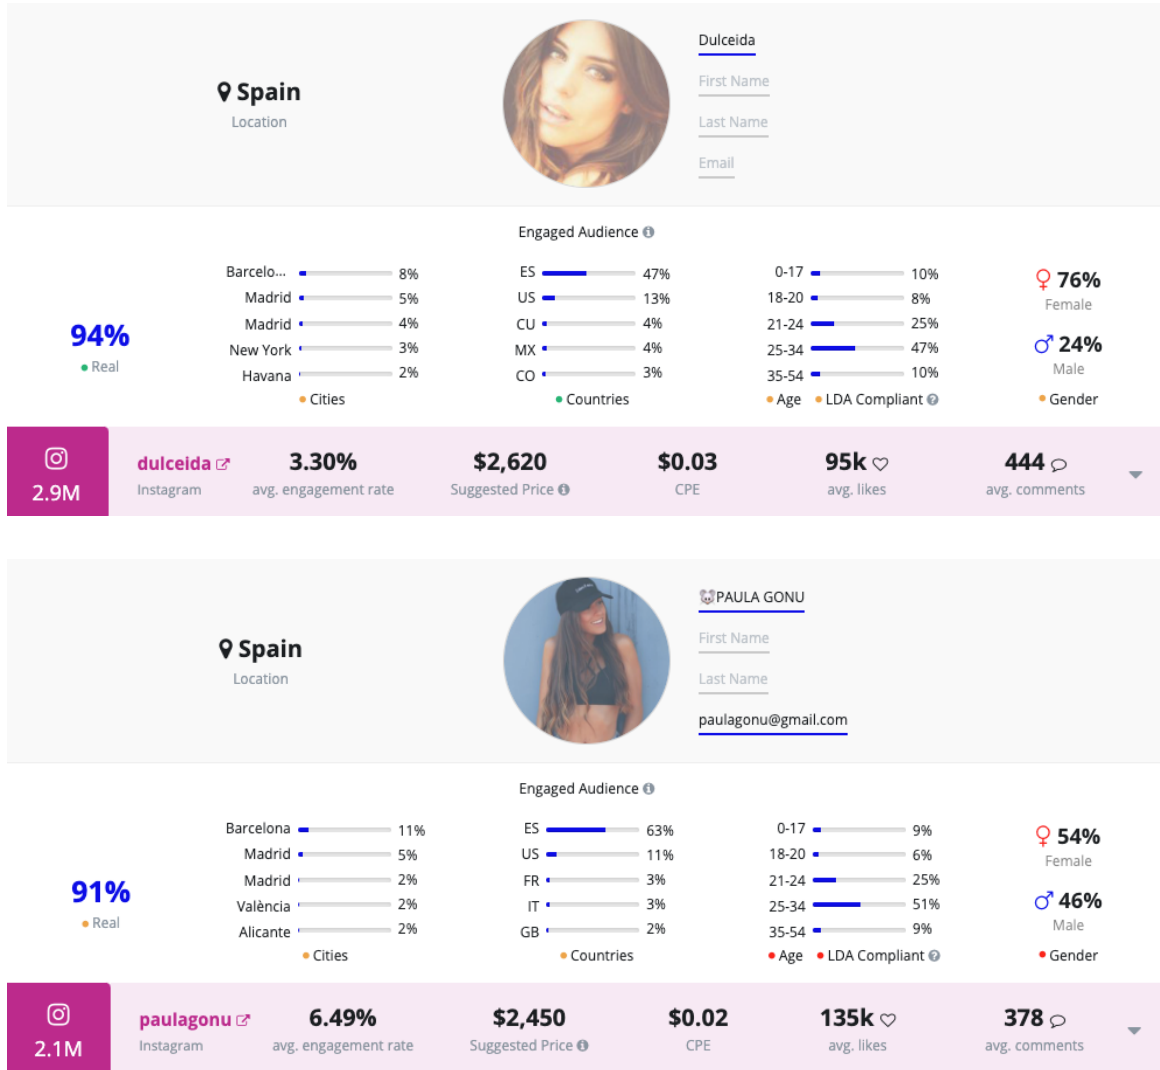 Dulceida
Spain
Location
First Name
Last Name
Email
Engaged Audience
94%
Real
Barcelo... 8%
Madrid 5%
Madrid 4%
New York 3%
Havana 2%
Cities
ES 47%
US 13%
CU 4%
MX 4%
CO 3%
Countries
0-17 10%
18-20 8%
21-24 25%
25-34 47%
35-54 10%
Age LDA Compliant
76%
Female
24%
Male
Gender
2.9M
dulceida
Instagram
3.30%
avg. engagement rate
$2,620
Suggested Price
$0.03
CPE
95k
avg. likes
444
avg. comments
🐭PAULA GONU
Spain
Location
First Name
Last Name
paulagonu@gmail.com
Engaged Audience
91%
Real
Barcelona 11%
Madrid 5%
Madrid 2%
València 2%
Alicante 2%
Cities
ES 63%
US 11%
FR 3%
IT 3%
GB 2%
Countries
0-17 9%
18-20 6%
21-24 25%
25-34 51%
35-54 9%
Age LDA Compliant
54%
Female
46%
Male
Gender
2.1M
paulagonu
Instagram
6.49%
avg. engagement rate
$2,450
Suggested Price
$0.02
CPE
135k
avg. likes
378
avg. comments